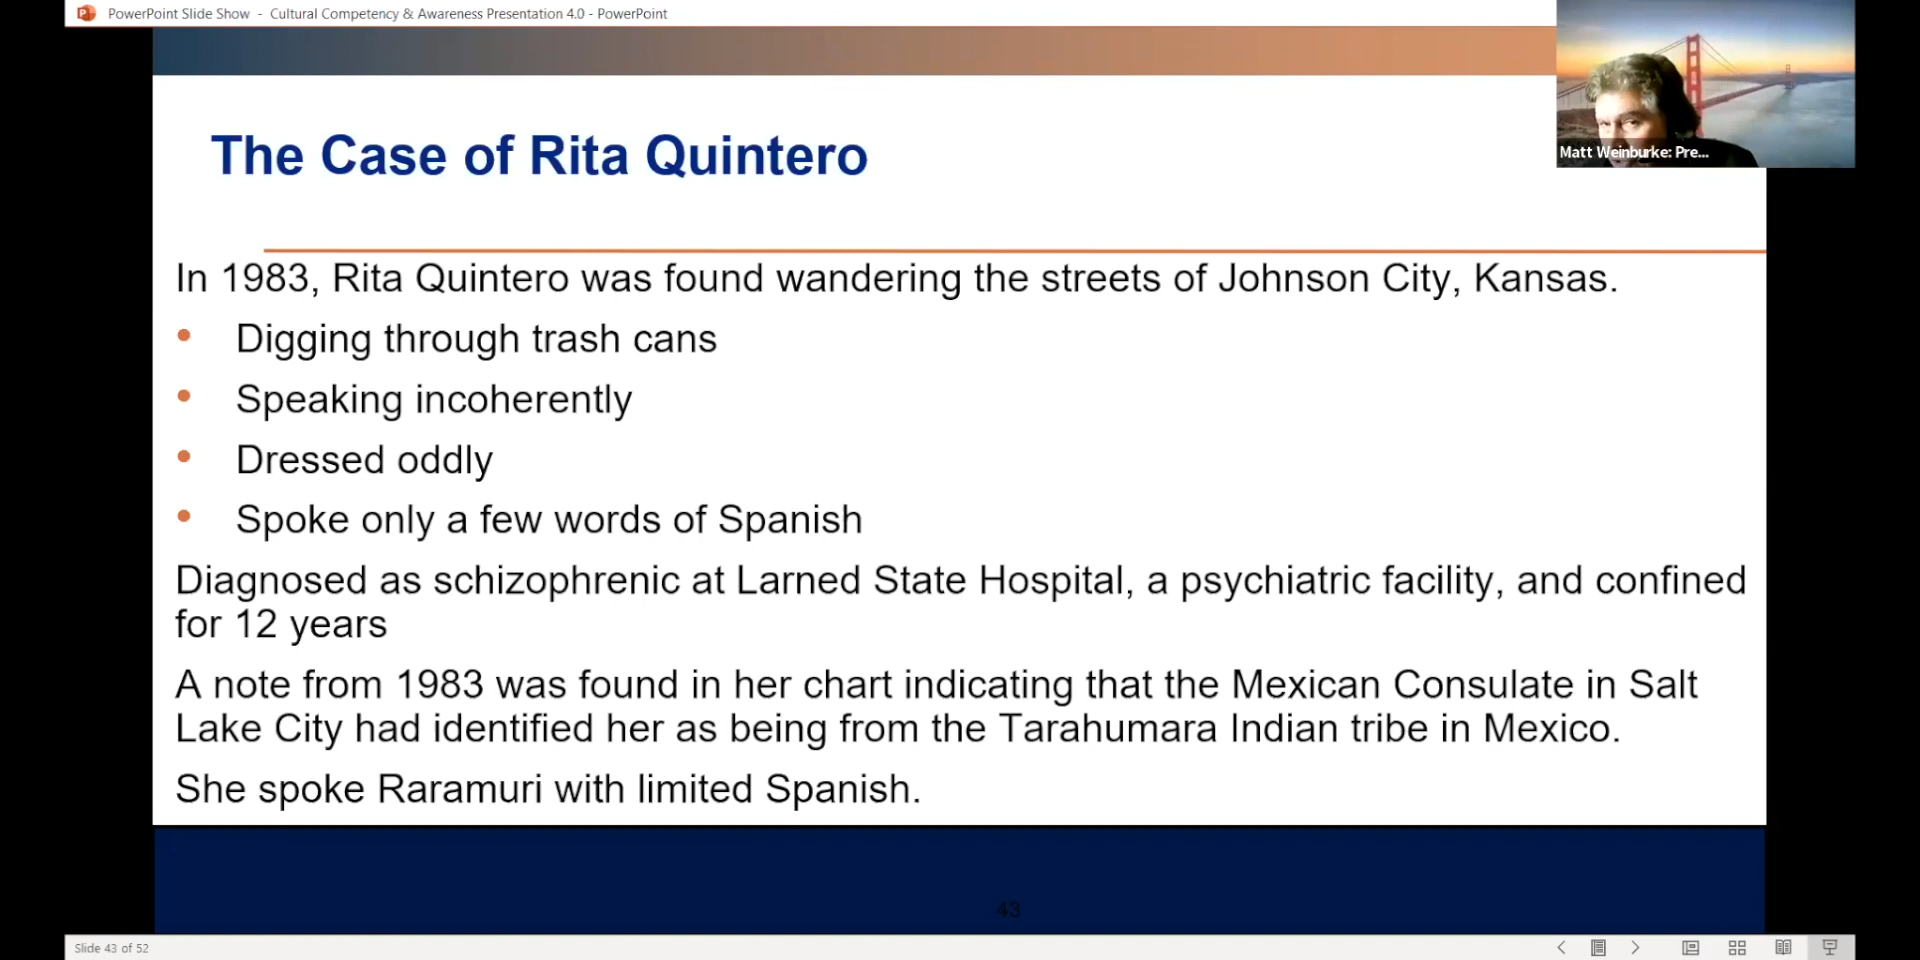 PowerPoint Slide Show - Cultural Competency & Awareness Presentation 4.0 - PowerPoint
Matt Weinburke: Pre...
The Case of Rita Quintero
In 1983, Rita Quintero was found wandering the streets of Johnson City, Kansas.
• Digging through trash cans
• Speaking incoherently
• Dressed oddly
• Spoke only a few words of Spanish
Diagnosed as schizophrenic at Larned State Hospital, a psychiatric facility, and confined
for 12 years
A note from 1983 was found in her chart indicating that the Mexican Consulate in Salt
Lake City had identified her as being from the Tarahumara Indian tribe in Mexico.
She spoke Raramuri with limited Spanish.
43
Slide 43 of 52